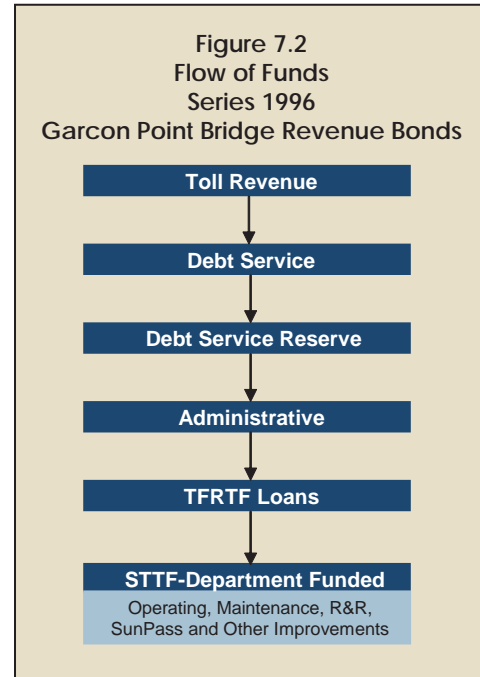 Figure 7.2
Flow of Funds
Series 1996
Garcon Point Bridge Revenue Bonds
Toll Revenue
Debt Service
Debt Service Reserve
Administrative
TFRTF Loans
STTF-Department Funded
Operating, Maintenance, R&R,
SunPass and Other Improvements